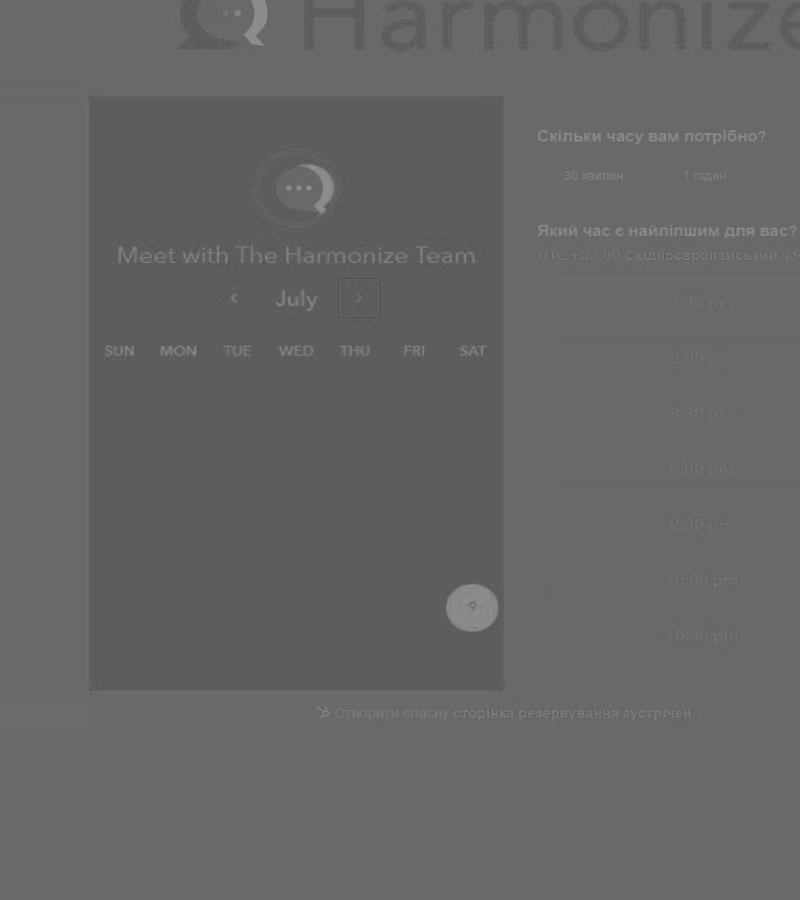 Harmonize
Meet with The Harmonize Team
July
SUN MON TUE WED THU FRI SAT
9
Скільки часу вам потрібно?
30 хвилин 1 годин
Який час є найліпшим для вас?
UTC +03:00 Східноєвропейський
7:30 pm
8:00 pm
8:30 pm
9:00 pm
9:30 pm
10:00 pm
10:30 pm
Створити власну сторінка резервування зустрічей